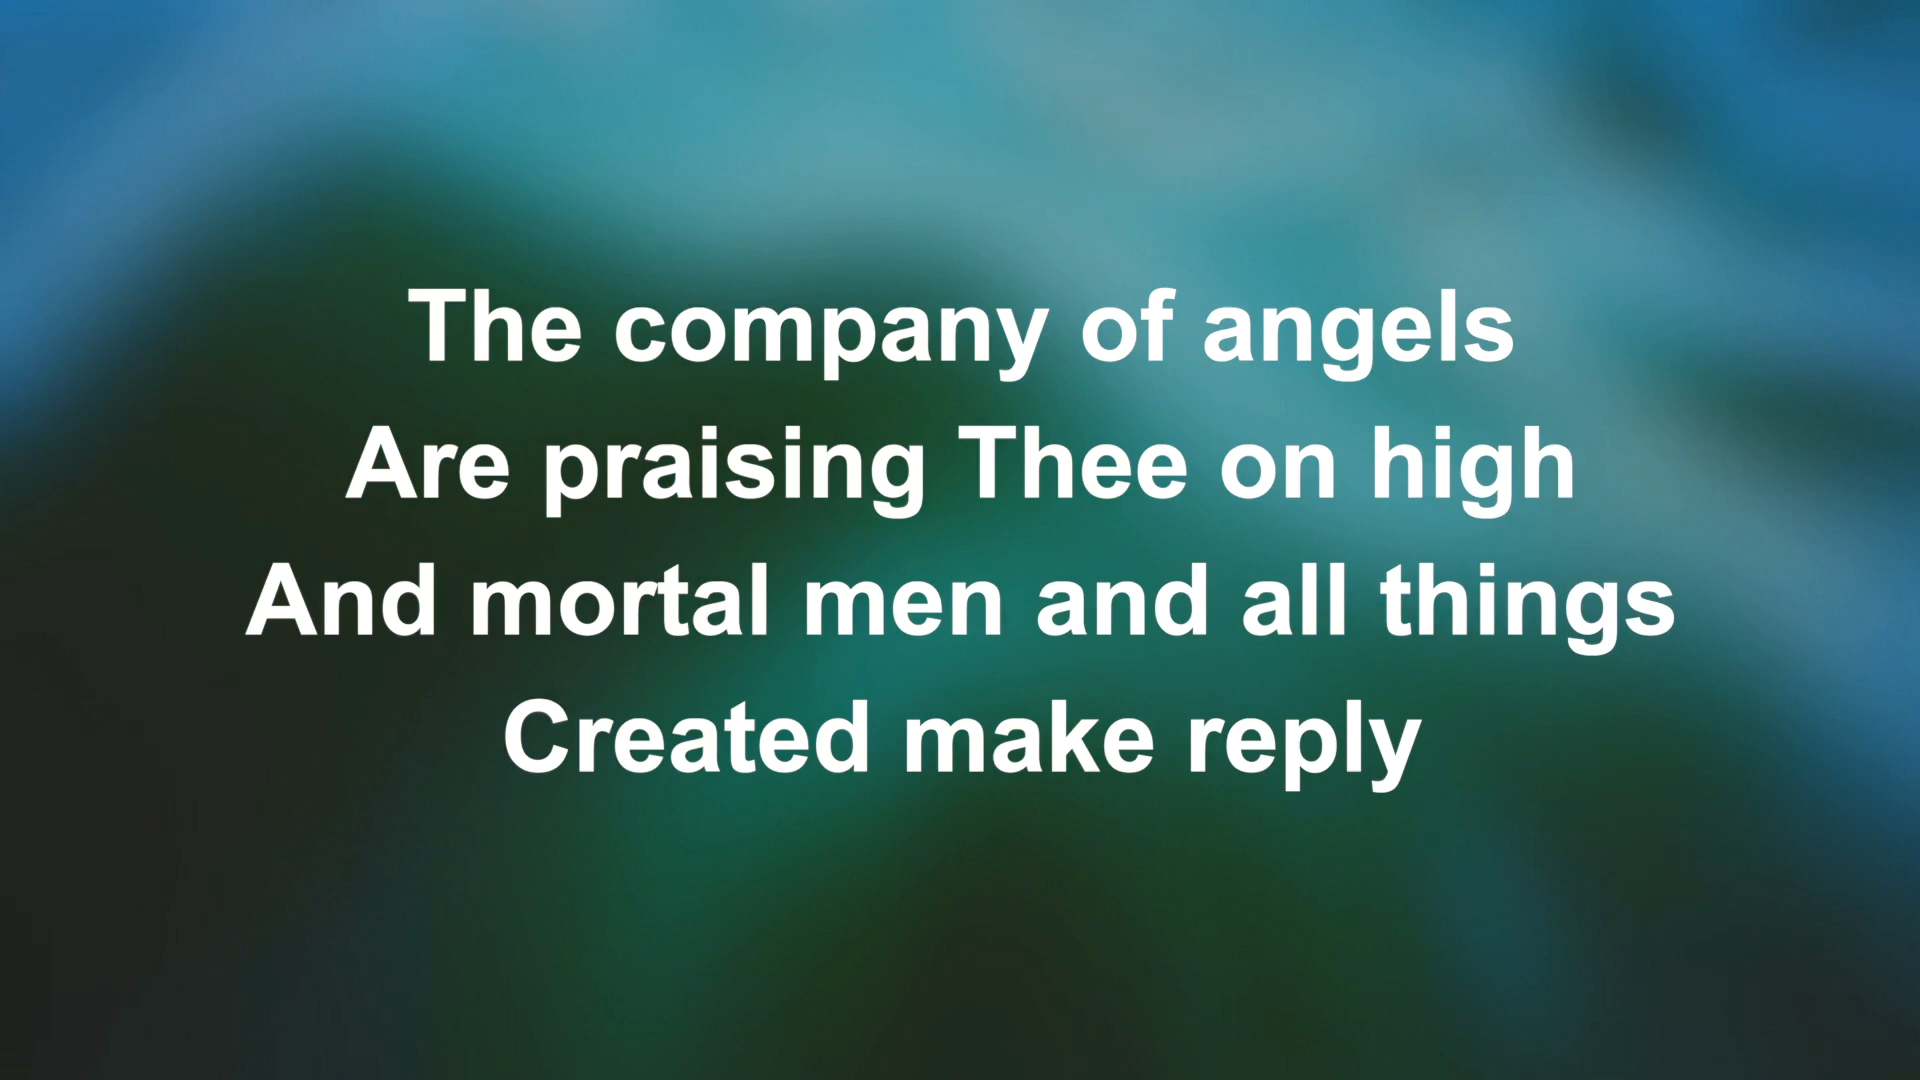 The company of angels
Are praising Thee on high
And mortal men and all things
Created make reply